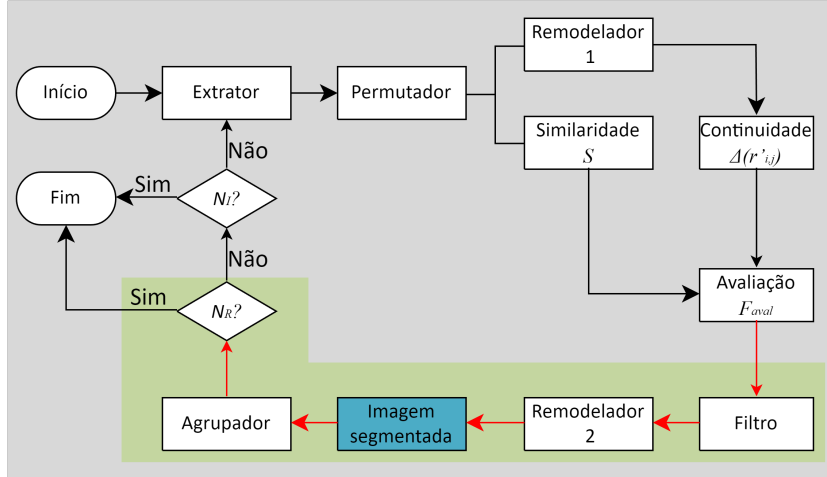 Início
Extrator
Permutador
Remodelador
1
Similaridade
S
Continuidade
Δ(r’i,j)
Não
Sim
Fim
NI?
Não
Sim
NR?
Avaliação
Faval
Agrupador
Imagem
segmentada
Remodelador
2
Filtro